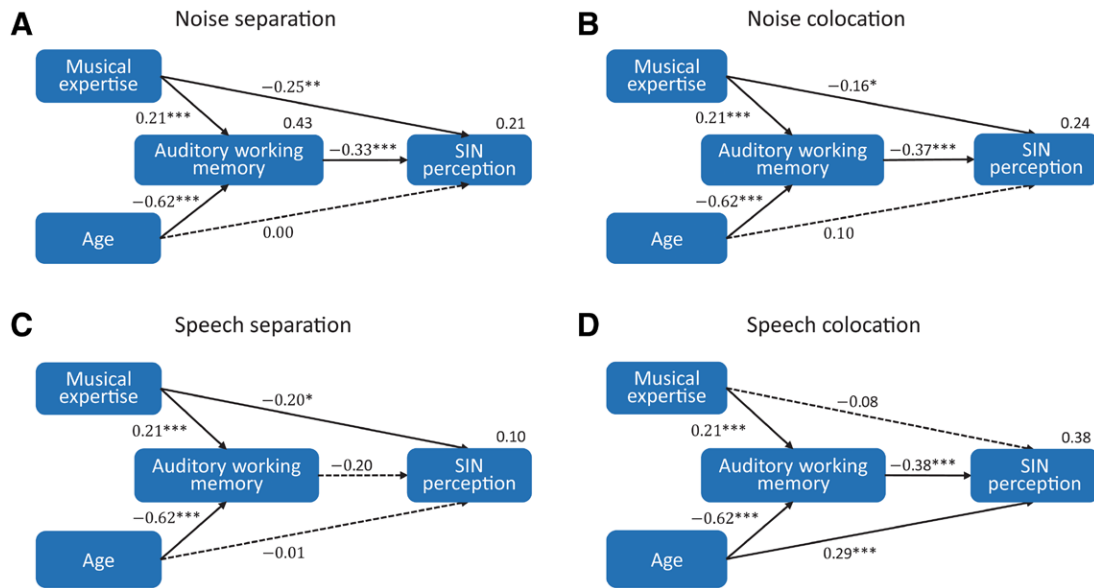 A
Noise separation
Musical
expertise
−0.25**
0.21***
0.43
0.21
Auditory working
memory
−0.33***
SIN
perception
−0.62***
Age
0.00
B
Noise colocation
Musical
expertise
−0.16*
0.21***
0.24
Auditory working
memory
−0.37***
SIN
perception
−0.62***
Age
0.10
C
Speech separation
Musical
expertise
−0.20*
0.21***
0.10
Auditory working
memory
−0.20
SIN
perception
−0.62***
Age
−0.01
D
Speech colocation
Musical
expertise
−0.08
0.21***
0.38
Auditory working
memory
−0.38***
SIN
perception
−0.62***
Age
0.29***